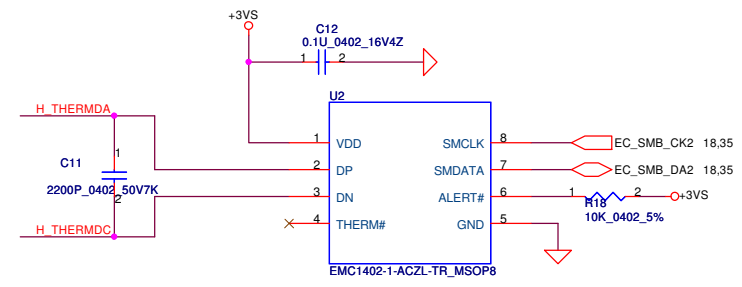 +3VS
C12
0.1U_0402_16V4Z
1 2
U2
H_THERMDA
1 VDD SMCLK 8 EC_SMB_CK2 18,35
C11
1
2 DP SMDATA 7 EC_SMB_DA2 18,35
2200P_0402_50V7K
2
3 DN ALERT# 6 1 2 +3VS
R18
10K_0402_5%
H_THERMDC
4 THERM# GND 5
EMC1402-1-ACZL-TR_MSOP8